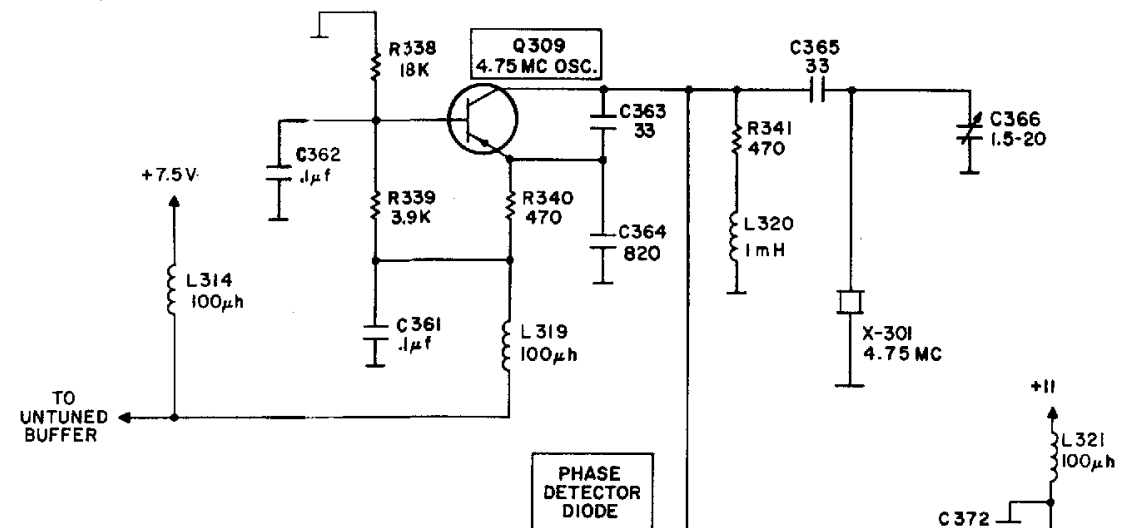 Q309
4.75 MC OSC.
R338
18K
C365
33
C363
33
R341
470
C366
1.5-20
C362
.1µf
+7.5V
R339
3.9K
R340
470
C364
820
L320
1mH
L314
100µh
C361
.1µf
L319
100µh
X-301
4.75 MC
TO
UNTUNED
BUFFER
+11
L321
100µh
PHASE
DETECTOR
DIODE
C372